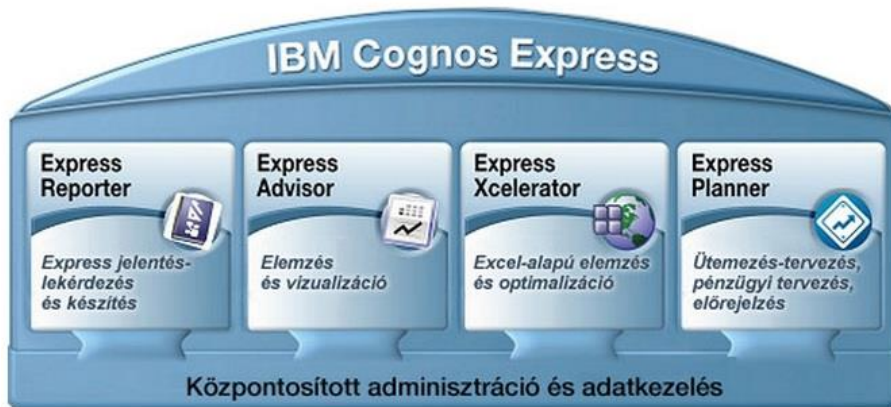 IBM Cognos Express
Express
Reporter
Express jelentés-
lekérdezés
és készítés
Express
Advisor
Elemzés
és vizualizáció
Express
Xcelerator
Excel-alapú elemzés
és optimalizáció
Express
Planner
Ütemezés-tervezés,
pénzügyi tervezés,
előrejelzés
Központosított adminisztráció és adatkezelés